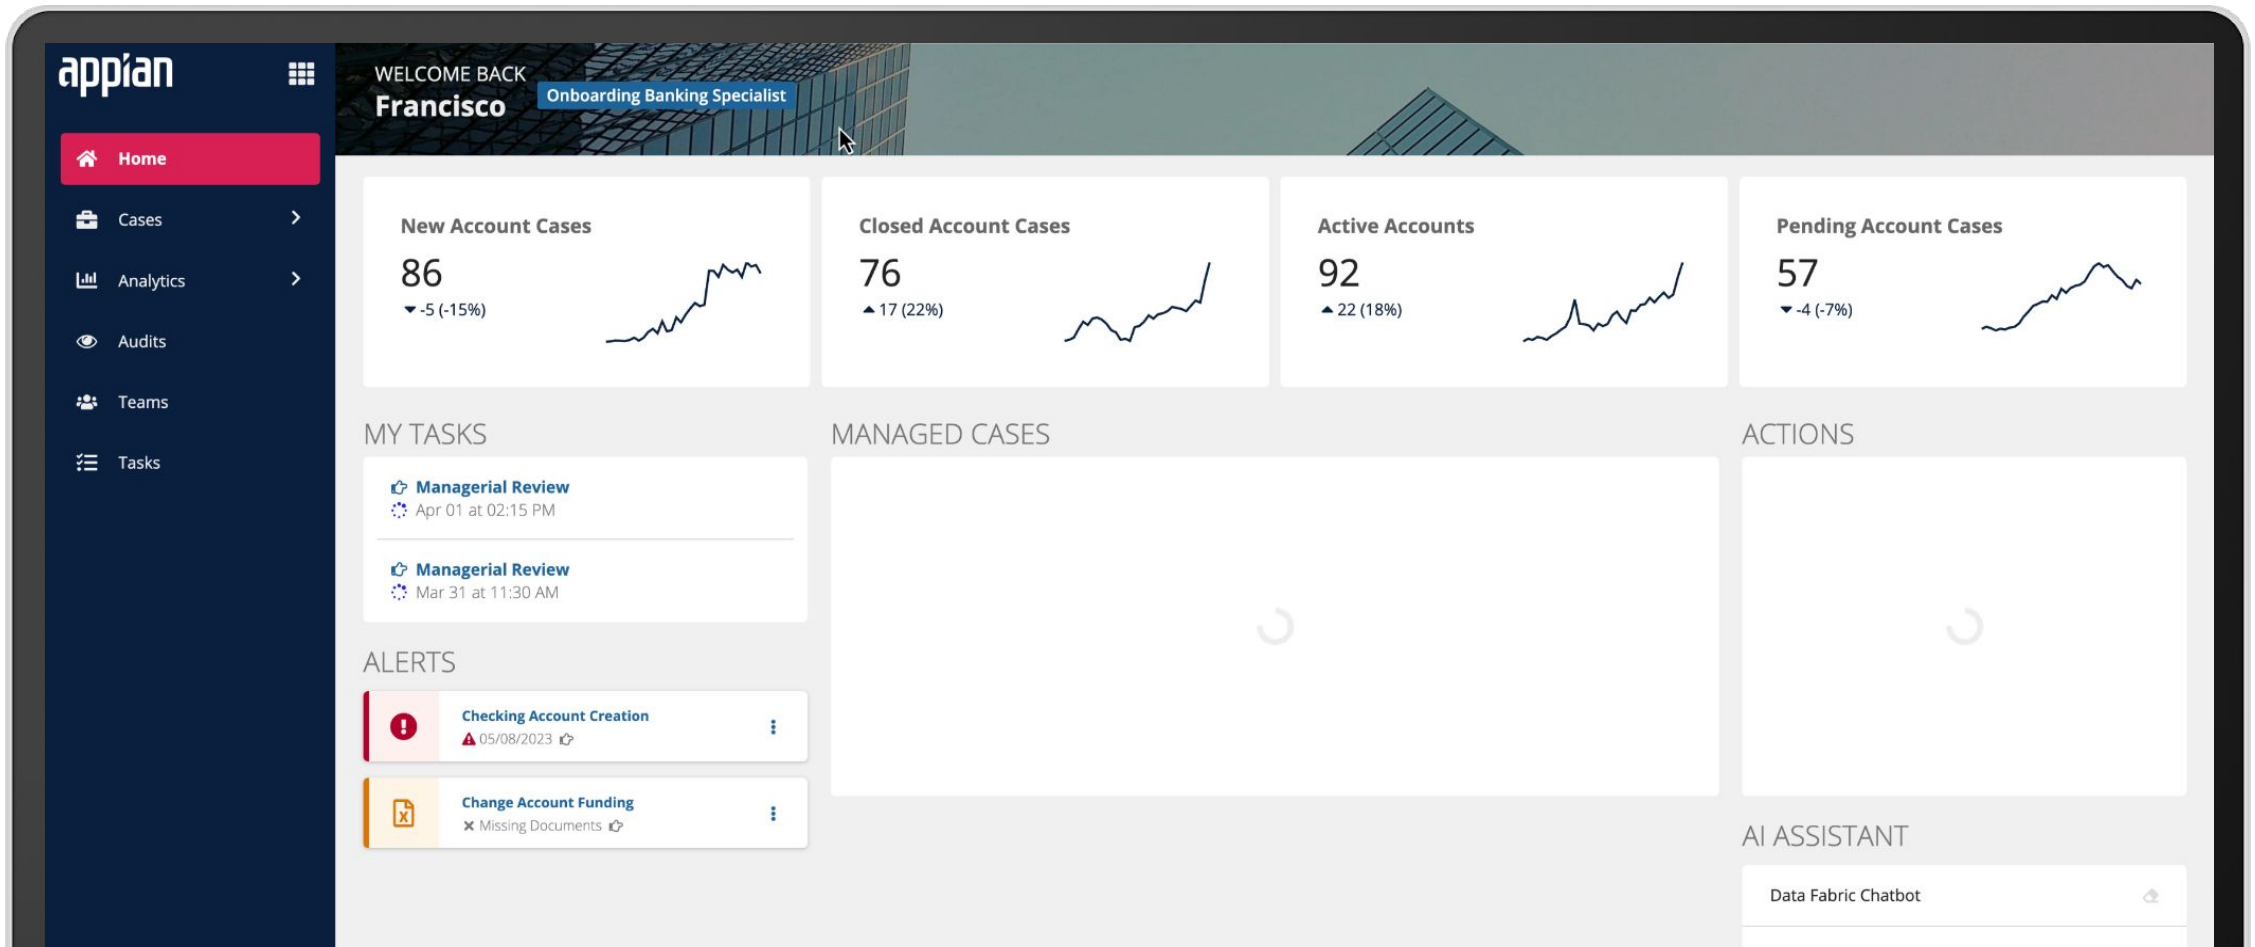 appian
Home
Cases
Analytics
Audits
Teams
Tasks
WELCOME BACK
Francisco
Onboarding Banking Specialist
New Account Cases
86
-5 (-15%)
Closed Account Cases
76
17 (22%)
Active Accounts
92
22 (18%)
Pending Account Cases
57
-4 (-7%)
MY TASKS
Managerial Review
Apr 01 at 02:15 PM
Managerial Review
Mar 31 at 11:30 AM
ALERTS
Checking Account Creation
05/08/2023
Change Account Funding
Missing Documents
MANAGED CASES
ACTIONS
AI ASSISTANT
Data Fabric Chatbot